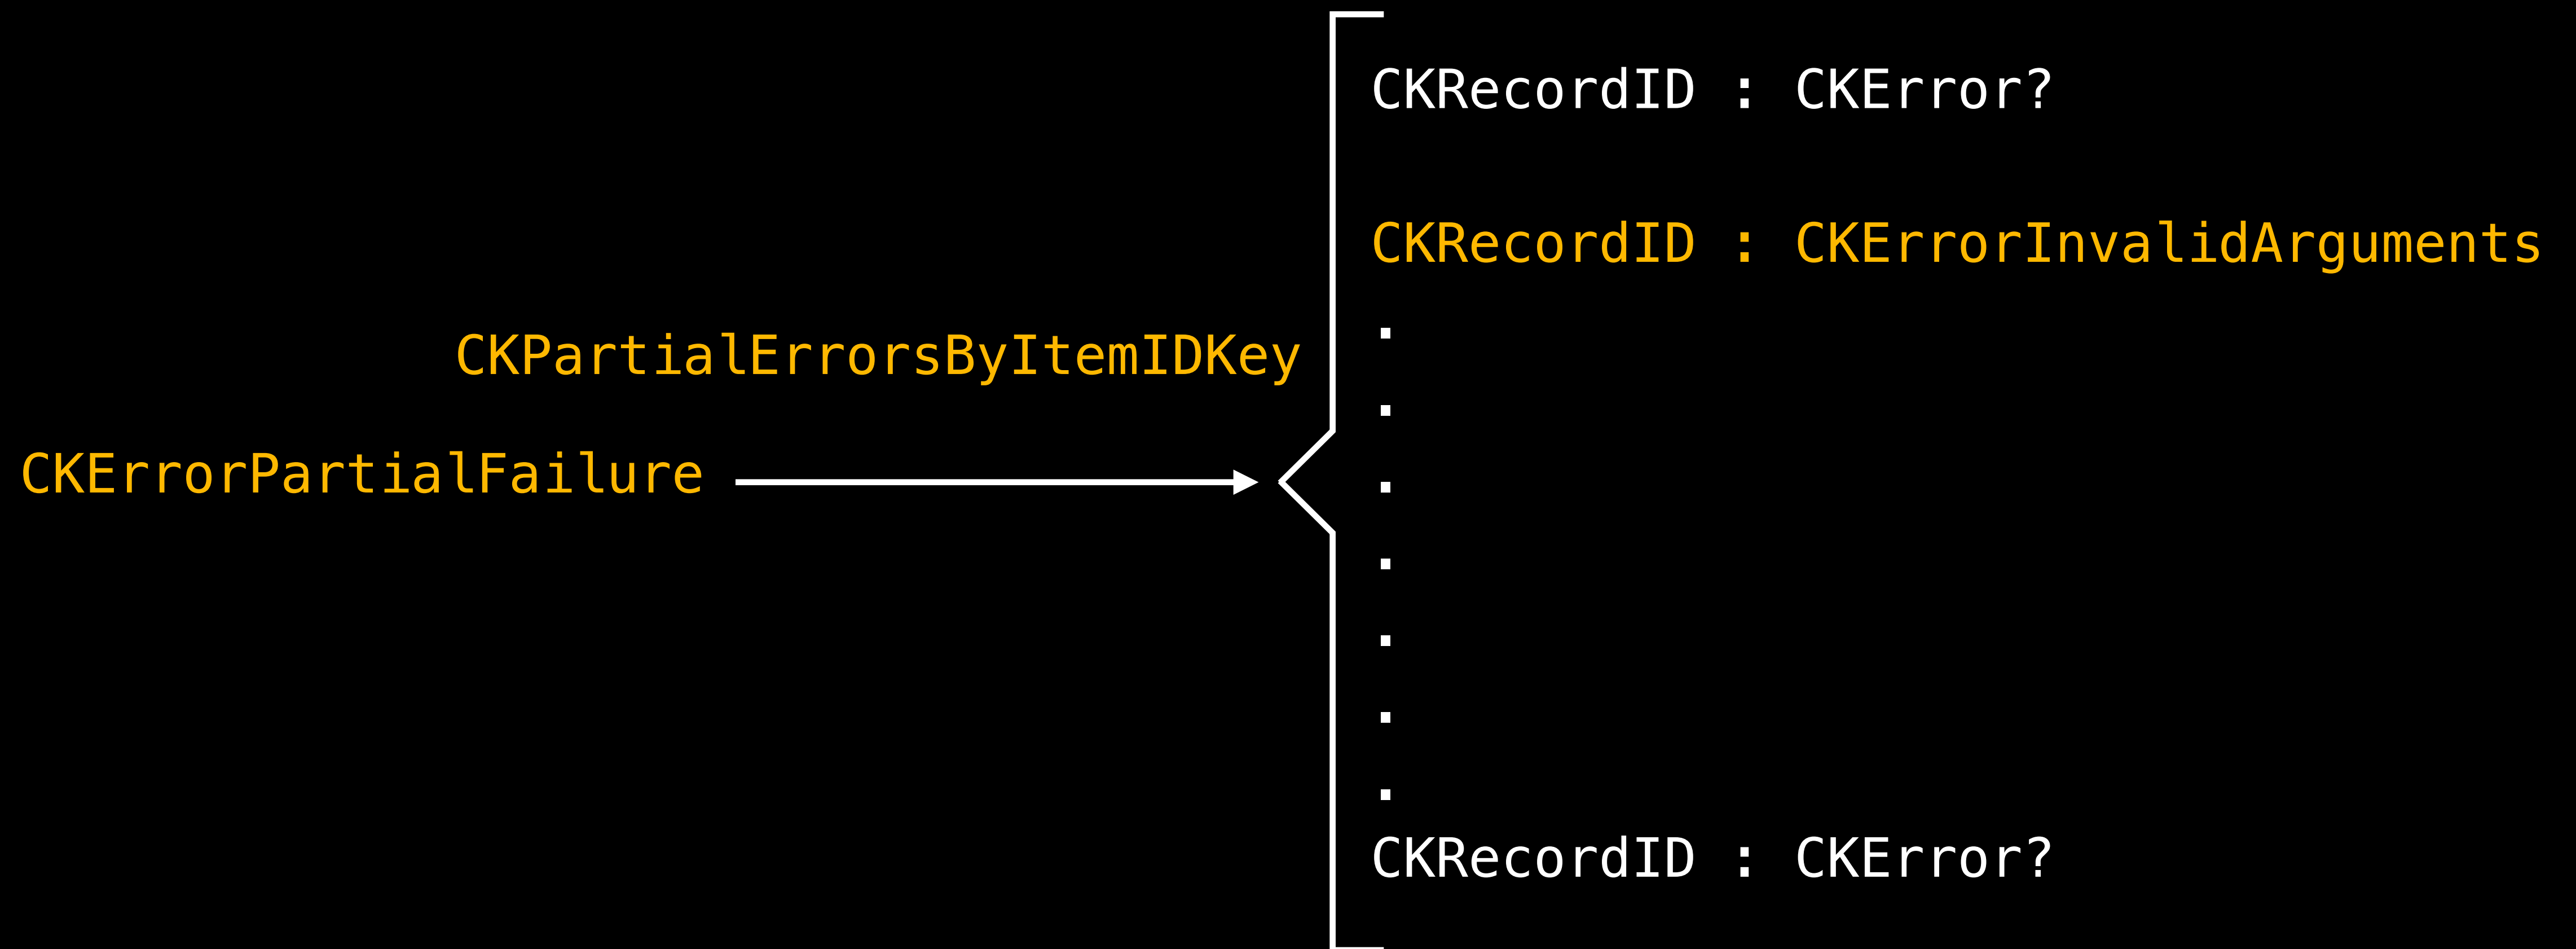 CKRecordID : CKError?
CKRecordID : CKErrorInvalidArguments
.
CKPartialErrorsByItemIDKey
.
CKErrorPartialFailure
.
.
.
.
.
CKRecordID : CKError?